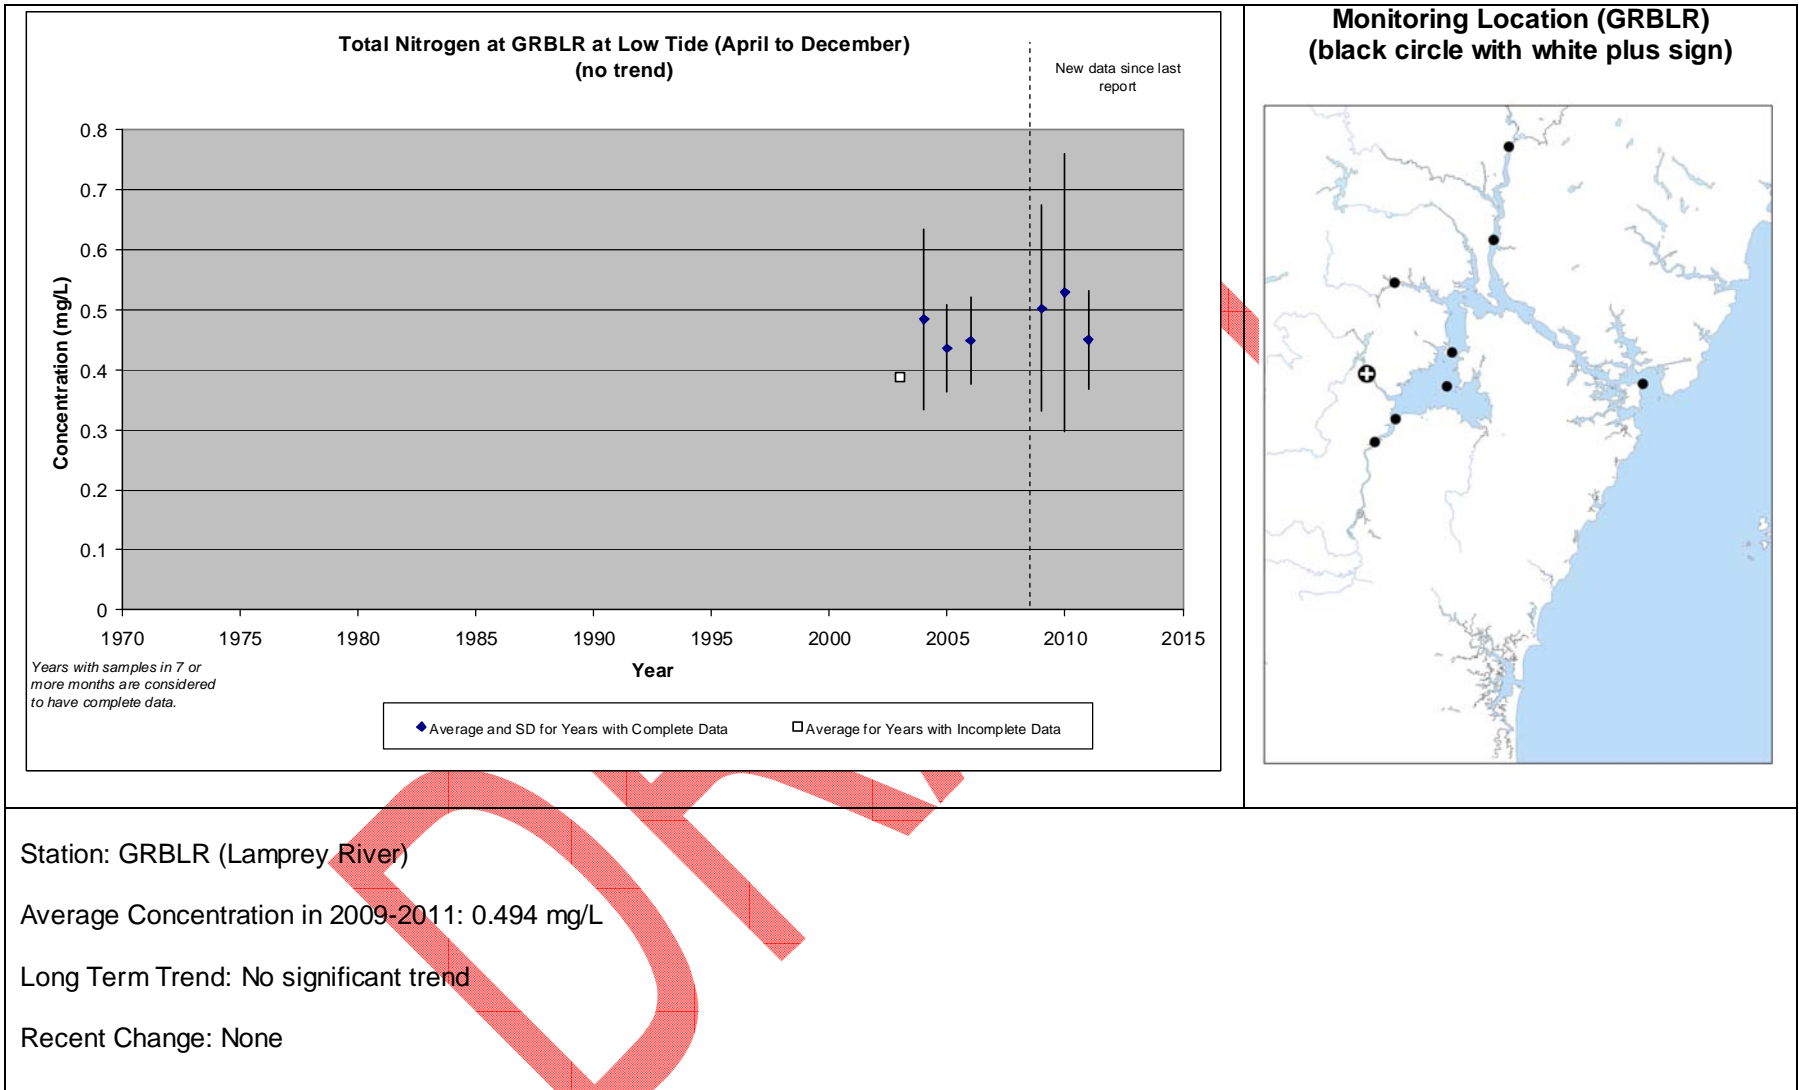 Total Nitrogen at GRBLR at Low Tide (April to December)
(no trend)
New data since last
report
0.8
0.7
0.6
0.5
0.4
0.3
0.2
0.1
0
Concentration (mg/L)
1970 1975 1980 1985 1990 1995 2000 2005 2010 2015
Year
Years with samples in 7 or
more months are considered
to have complete data.
Average and SD for Years with Complete Data
Average for Years with Incomplete Data
Monitoring Location (GRBLR)
(black circle with white plus sign)
Station: GRBLR (Lamprey River)
Average Concentration in 2009-2011: 0.494 mg/L
Long Term Trend: No significant trend
Recent Change: None